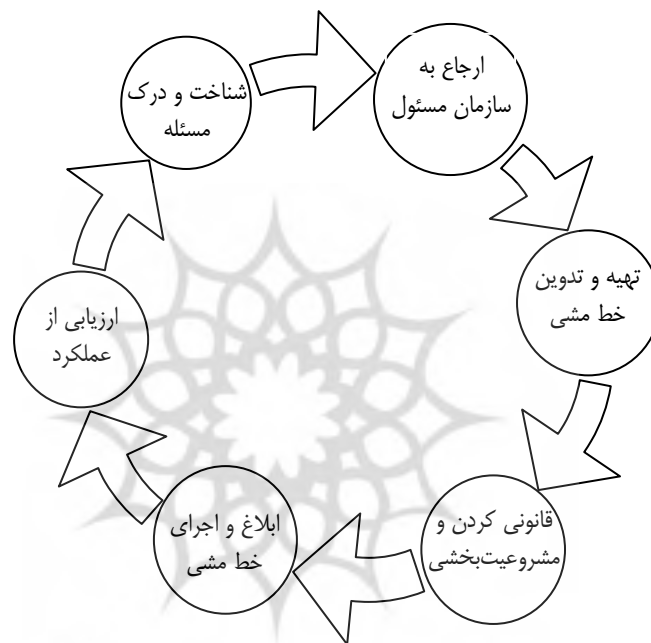 شناخت و درک
مسئله
ارجاع به
سازمان مسئول
تهیه و تدوین
خط مشی
قانونی کردن و
مشروعیت‌بخشی
ابلاغ و اجرای
خط مشی
ارزیابی از
عملکرد